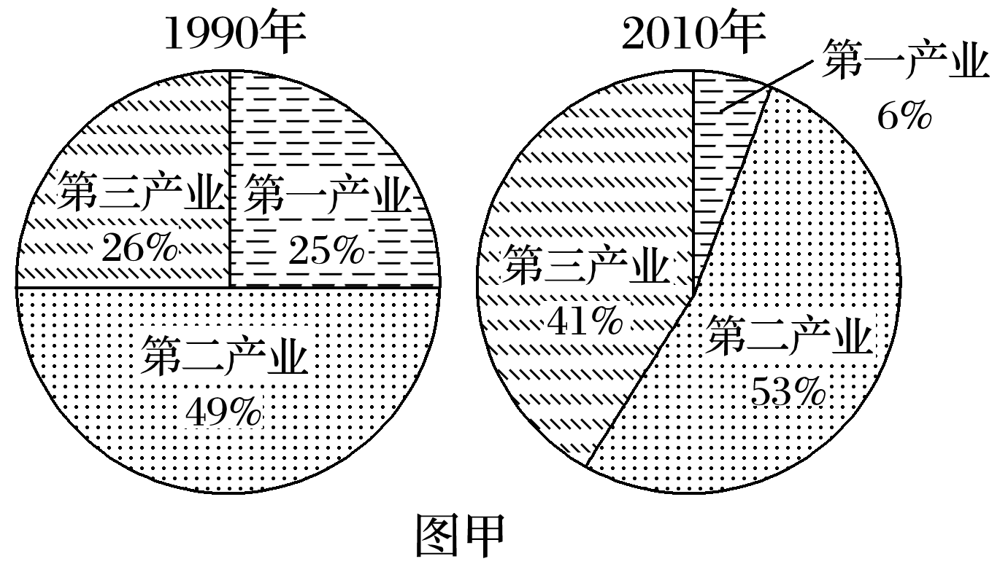 1990年
第三产业
26%
第一产业
25%
第二产业
49%
2010年
第一产业
6%
第三产业
41%
第二产业
53%
图甲